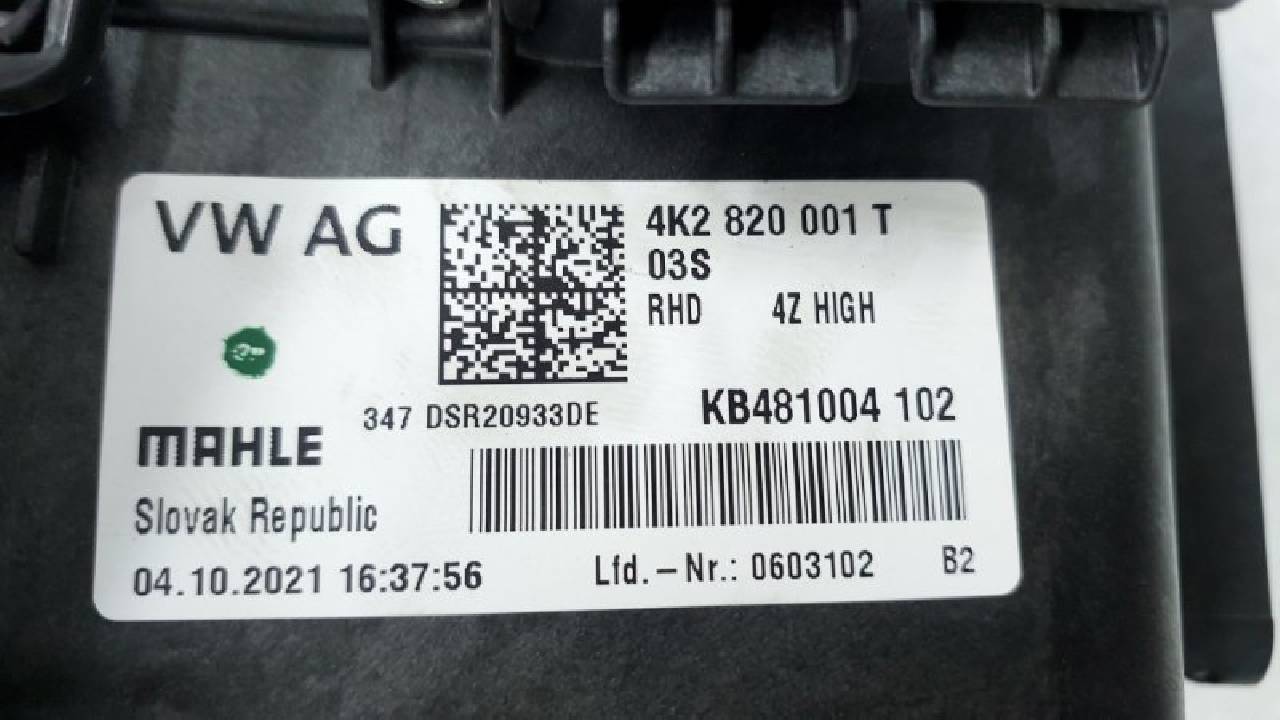 VW AG
4K2 820 001 T
03S
RHD 4Z HIGH
347 DSR20933DE
KB481004 102
MAHLE
Slovak Republic
04.10.2021 16:37:56
Lfd.-Nr.: 0603102 B2